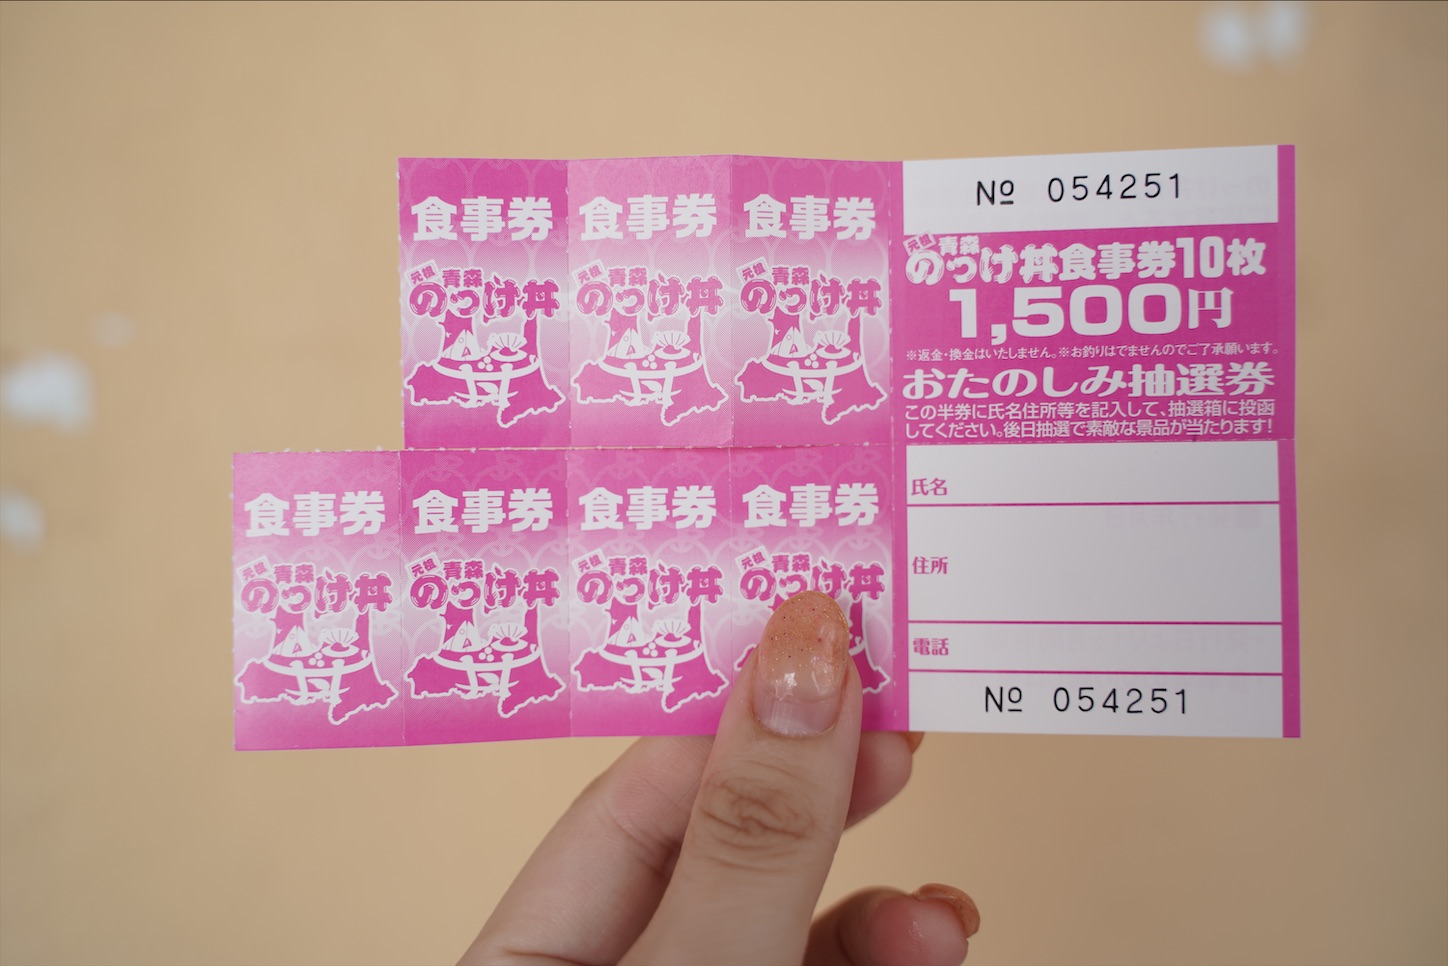 食事券
元祖 青森
のっけ丼
食事券
元祖 青森
のっけ丼
食事券
元祖 青森
のっけ丼
№ 054251
元祖 青森
のっけ丼食事券10枚
1,500円
※返金・換金はいたしません。※お釣りはでませんのでご了承願います。
おたのしみ抽選券
この半券に氏名住所等を記入して、抽選箱に投函
してください。後日抽選で素敵な景品が当たります!
食事券
元祖 青森
のっけ丼
食事券
元祖 青森
のっけ丼
食事券
元祖 青森
のっけ丼
食事券
元祖 青森
のっけ丼
氏名
住所
電話
№ 054251